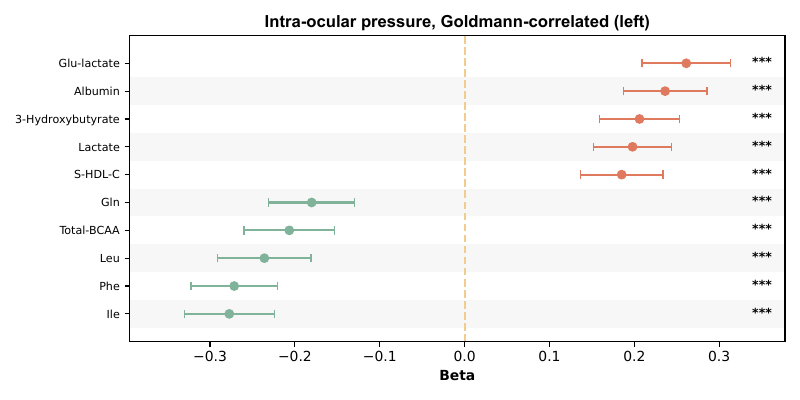 Intra-ocular pressure, Goldmann-correlated (left)
Glu-lactate ***
Albumin ***
3-Hydroxybutyrate ***
Lactate ***
S-HDL-C ***
Gln ***
Total-BCAA ***
Leu ***
Phe ***
Ile ***
−0.3 −0.2 −0.1 0.0 0.1 0.2 0.3
Beta